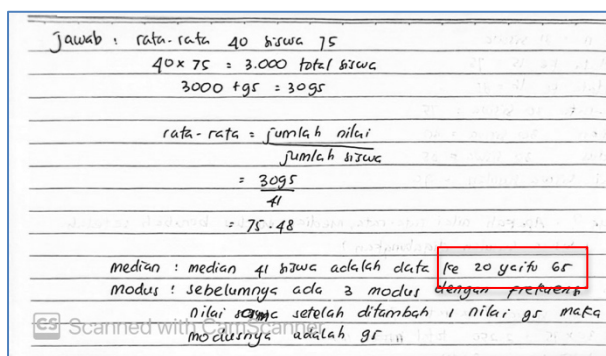 Jawab : rata-rata 40 siswa 75
40 x 75 = 3.000 total siswa
3000 + 95 = 3095
rata-rata = jumlah nilai
jumlah siswa
= 3095
41
= 75.48
median : median 41 siswa adalah data ke 20 yaitu 65
modus : sebelumnya ada 3 modus dengan frekuensi
nilai sama setelah ditambah 1 nilai 95 maka
modusnya adalah 95
CS Scanned with CamScanner